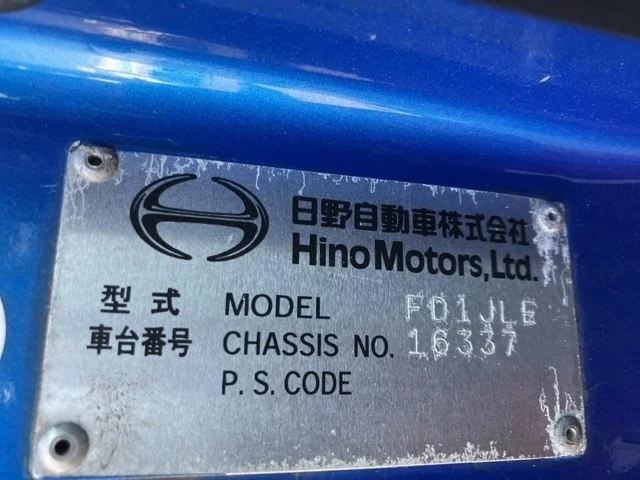 日野自動車株式会社
Hino Motors, Ltd.
型式 MODEL FD1JLE
車台番号 CHASSIS NO. 16337
P.S.CODE